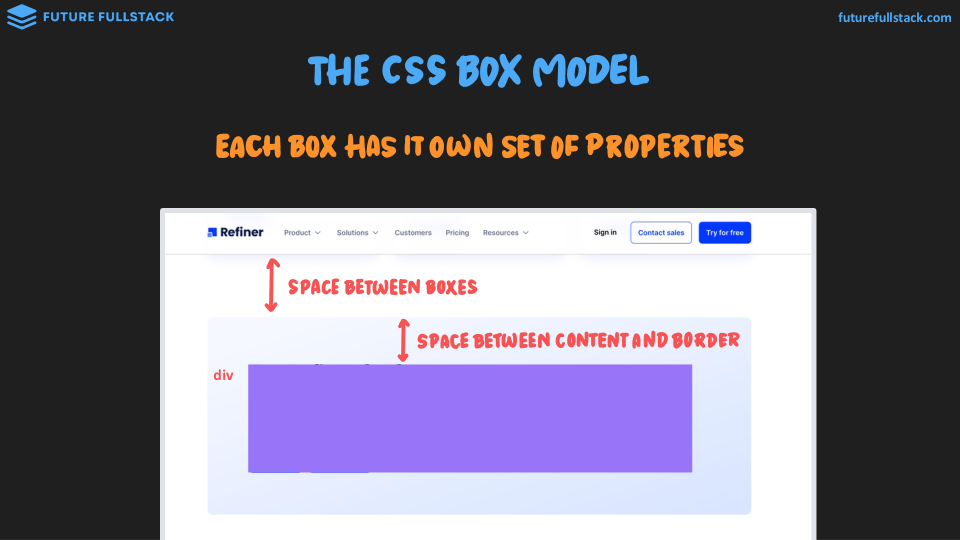 FUTURE FULLSTACK
futurefullstack.com
THE CSS BOX MODEL
EACH BOX HAS IT OWN SET OF PROPERTIES
Refiner Product Solutions Customers Pricing Resources Sign in Contact sales Try for free
SPACE BETWEEN BOXES
SPACE BETWEEN CONTENT AND BORDER
div